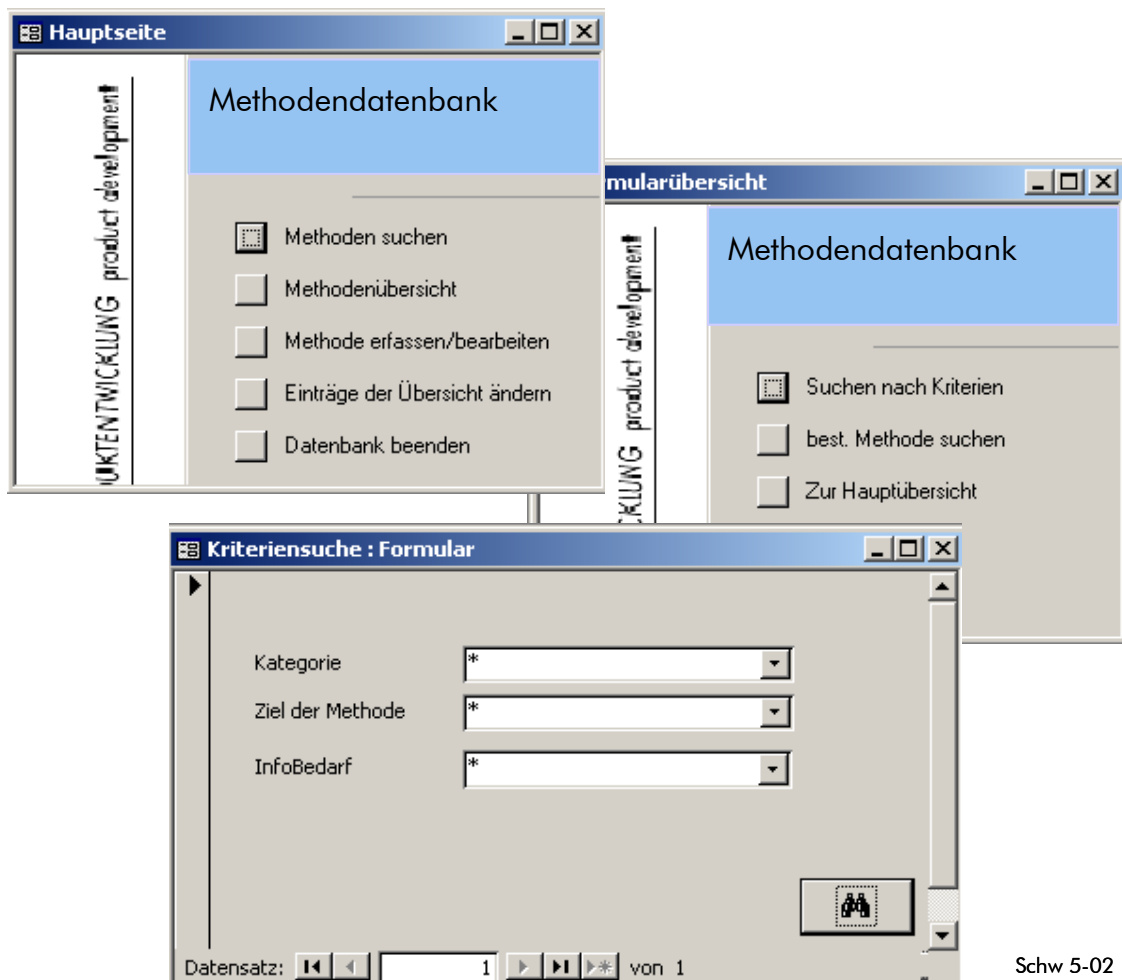 Hauptseite
UKTENTWICKLUNG product development
Methodendatenbank
Methoden suchen
Methodenübersicht
Methode erfassen/bearbeiten
Einträge der Übersicht ändern
Datenbank beenden
mularübersicht
KLUNG product development
Methodendatenbank
Suchen nach Kriterien
best. Methode suchen
Zur Hauptübersicht
Kriteriensuche : Formular
Kategorie *
Ziel der Methode *
InfoBedarf *
Datensatz: 1 von 1
Schw 5-02